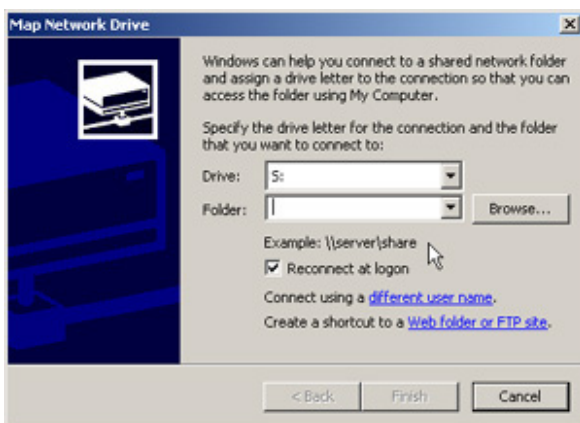 Map Network Drive
Windows can help you connect to a shared network folder
and assign a drive letter to the connection so that you can
access the folder using My Computer.
Specify the drive letter for the connection and the folder
that you want to connect to:
Drive: S:
Folder: Browse...
Example: \\server\share
Reconnect at logon
Connect using a different user name.
Create a shortcut to a Web folder or FTP site.
< Back Finish Cancel